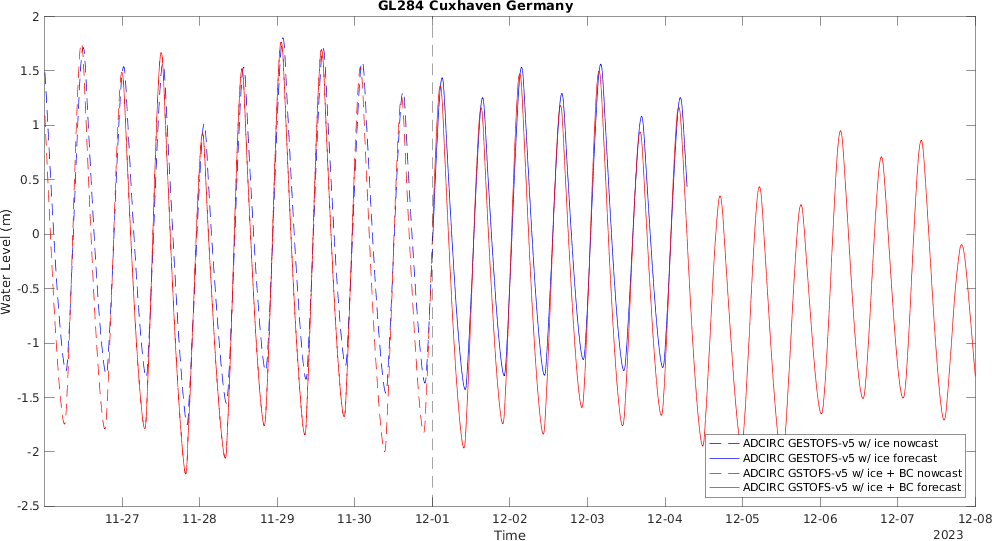 GL284 Cuxhaven Germany
2
1.5
1
0.5
0
-0.5
-1
-1.5
-2
-2.5
Water Level (m)
ADCIRC GESTOFS-v5 w/ ice nowcast
ADCIRC GESTOFS-v5 w/ ice forecast
ADCIRC GSTOFS-v5 w/ ice + BC nowcast
ADCIRC GSTOFS-v5 w/ ice + BC forecast
11-27 11-28 11-29 11-30 12-01 12-02 12-03 12-04 12-05 12-06 12-07 12-08
Time
2023